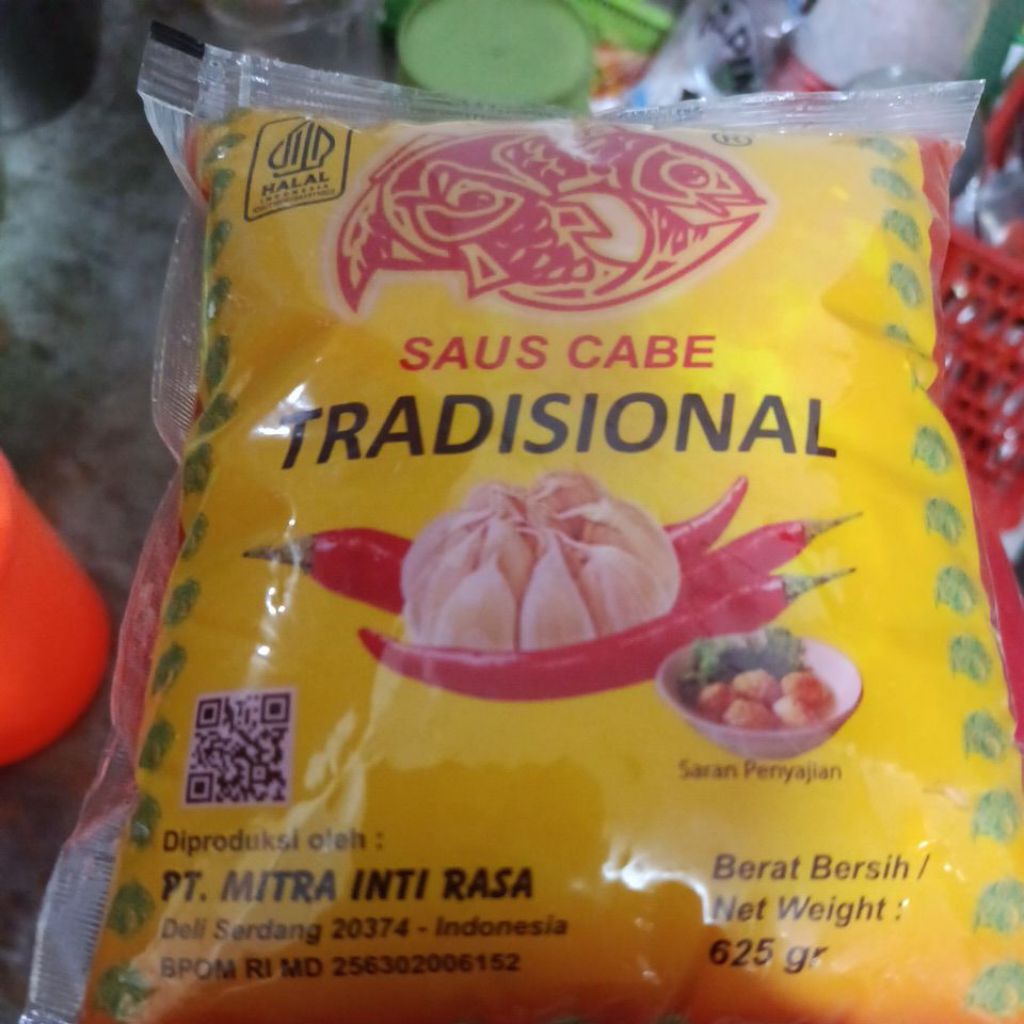 HALAL
INDONESIA
®
SAUS CABE
TRADISIONAL
Saran Penyajian
Diproduksi oleh :
PT. MITRA INTI RASA
Deli Serdang 20374 - Indonesia
BPOM RI MD 256302006152
Berat Bersih /
Net Weight :
625 gr